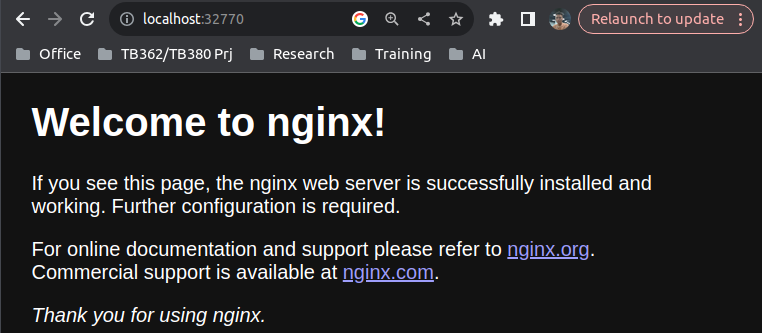 localhost:32770
Relaunch to update
Office TB362/TB380 Prj Research Training AI
Welcome to nginx!
If you see this page, the nginx web server is successfully installed and
working. Further configuration is required.
For online documentation and support please refer to nginx.org.
Commercial support is available at nginx.com.
Thank you for using nginx.